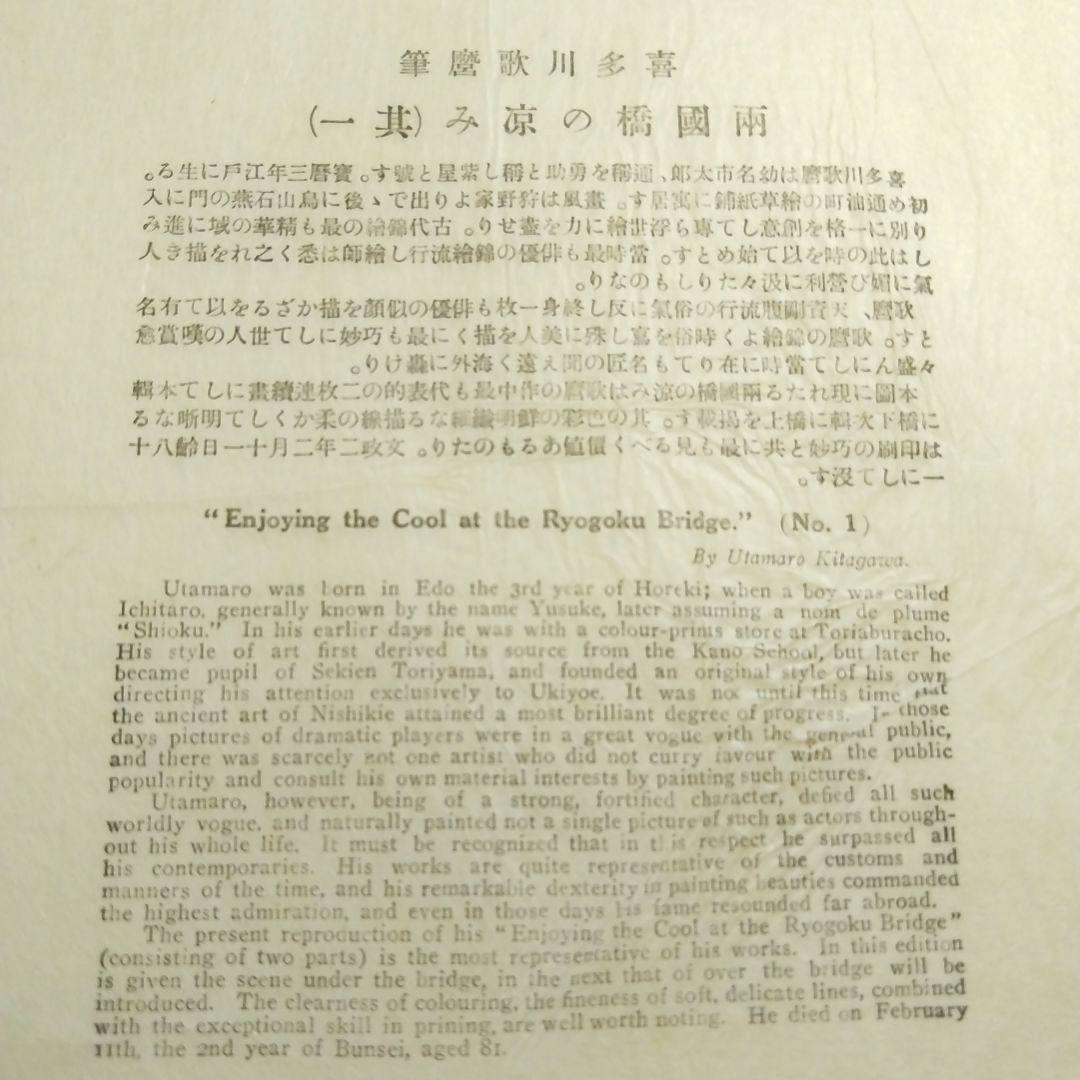 喜多川歌麿筆
兩國橋の凉み(其一)
喜多川歌麿は幼名市太郎、通稱を勇助と稱し紫屋と號す。寶曆三年江戶に生る。
初め通油町の繪草紙鋪に寓居す。畫風は狩野家より出でゝ後に鳥山石燕の門に入
り別に一格を創意して專ら浮世繪に力を盡せり。古代錦繪の最も精華の域に進み
しは此の時を以て始めとす。當時最も俳優の錦繪流行し繪師は悉く之れを描き人
氣に媚び營利に汲々たりしものなり。
歌麿、天資剛腹流行の俗氣に反し終身一枚も俳優の似顏を描かざるを以て有名
とす。歌麿の錦繪よく時俗を寫し殊に美人を描くに最も巧妙にして世人の嘆賞愈
々盛んにして當時に在りても名匠の聞え遠く海外に轟けり。
本圖に現れたる兩國橋の凉みは歌麿の作中最も代表的の二枚連續畫にして本輯
に橋下次輯に橋上を揭載す。其の彩色の鮮明纖細なる描線の柔かくして明晰なる
は印刷の巧妙と共に最も見るべく價値あるものたり。文政二年二月十一日齡八十
一にして沒す。
“Enjoying the Cool at the Ryogoku Bridge.” (No. 1)
By Utamaro Kitagawa.
Utamaro was born in Edo the 3rd year of Horeki; when a boy was called
Ichitaro, generally known by the name Yusuke, later assuming a nom de plume
“Shioku.” In his earlier days he was with a colour-prints store at Toriaburacho.
His style of art first derived its source from the Kano School, but later he
became pupil of Sekien Toriyama, and founded an original style of his own
directing his attention exclusively to Ukiyoe. It was not until this time that
the ancient art of Nishikie attained a most brilliant degree of progress. In those
days pictures of dramatic players were in a great vogue with the general public,
and there was scarcely not one artist who did not curry favour with the public
popularity and consult his own material interests by painting such pictures.
Utamaro, however, being of a strong, fortified character, defied all such
worldly vogue, and naturally painted not a single picture of such as actors through-
out his whole life. It must be recognized that in this respect he surpassed all
his contemporaries. His works are quite representative of the customs and
manners of the time, and his remarkable dexterity in painting beauties commanded
the highest admiration, and even in those days his fame resounded far abroad.
The present reproduction of his “Enjoying the Cool at the Ryogoku Bridge”
(consisting of two parts) is the most representative of his works. In this edition
is given the scene under the bridge, in the next that of over the bridge will be
introduced. The clearness of colouring, the fineness of soft, delicate lines, combined
with the exceptional skill in prining, are well worth noting. He died on February
11th, the 2nd year of Bunsei, aged 81.